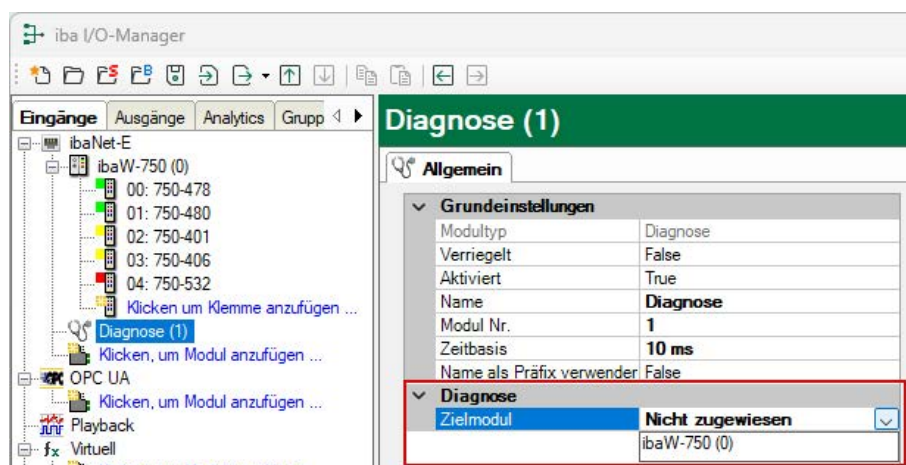 iba I/O-Manager
Eingänge Ausgänge Analytics Grupp
ibaNet-E
ibaW-750 (0)
00: 750-478
01: 750-480
02: 750-401
03: 750-406
04: 750-532
Klicken um Klemme anzufügen ...
Diagnose (1)
Klicken, um Modul anzufügen ...
OPC UA
Klicken, um Modul anzufügen ...
Playback
fx Virtuell
Diagnose (1)
Allgemein
Grundeinstellungen
Modultyp Diagnose
Verriegelt False
Aktiviert True
Name Diagnose
Modul Nr. 1
Zeitbasis 10 ms
Name als Präfix verwender False
Diagnose
Zielmodul Nicht zugewiesen
ibaW-750 (0)